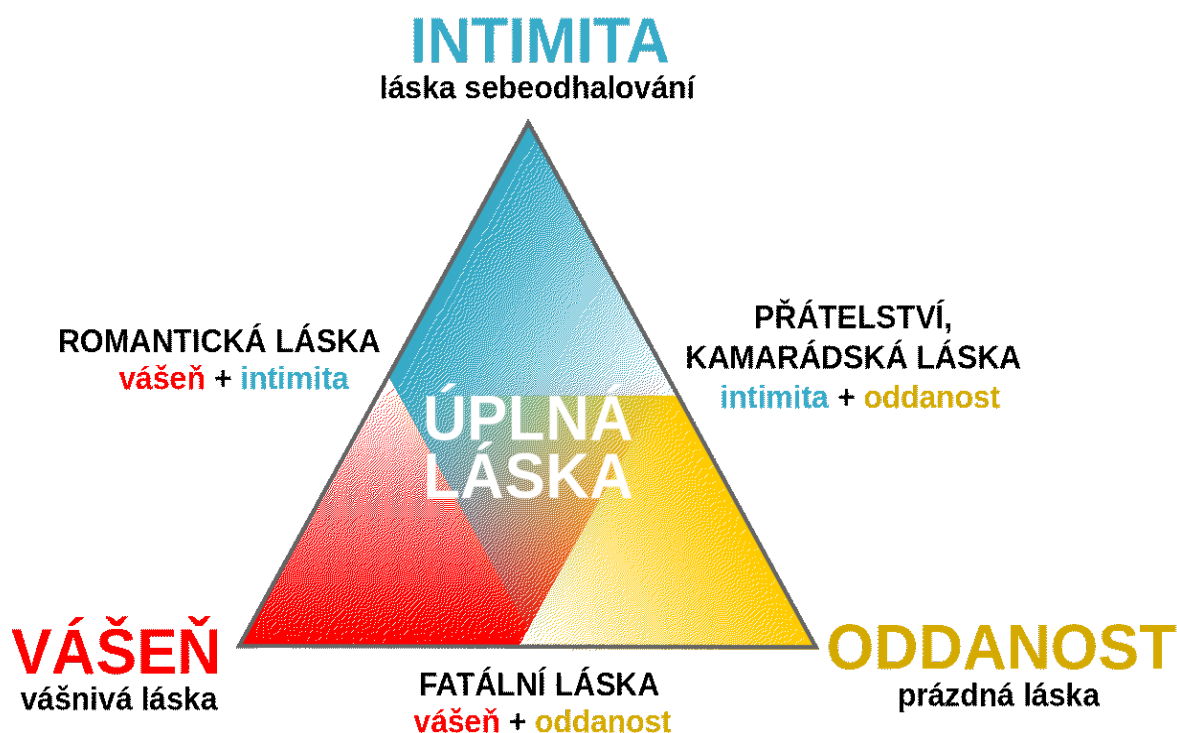 INTIMITA
láska sebeodhalování
ROMANTICKÁ LÁSKA
vášeň + intimita
PŘÁTELSTVÍ,
KAMARÁDSKÁ LÁSKA
intimita + oddanost
ÚPLNÁ
LÁSKA
VÁŠEŇ
vášnivá láska
FATÁLNÍ LÁSKA
vášeň + oddanost
ODDANOST
prázdná láska